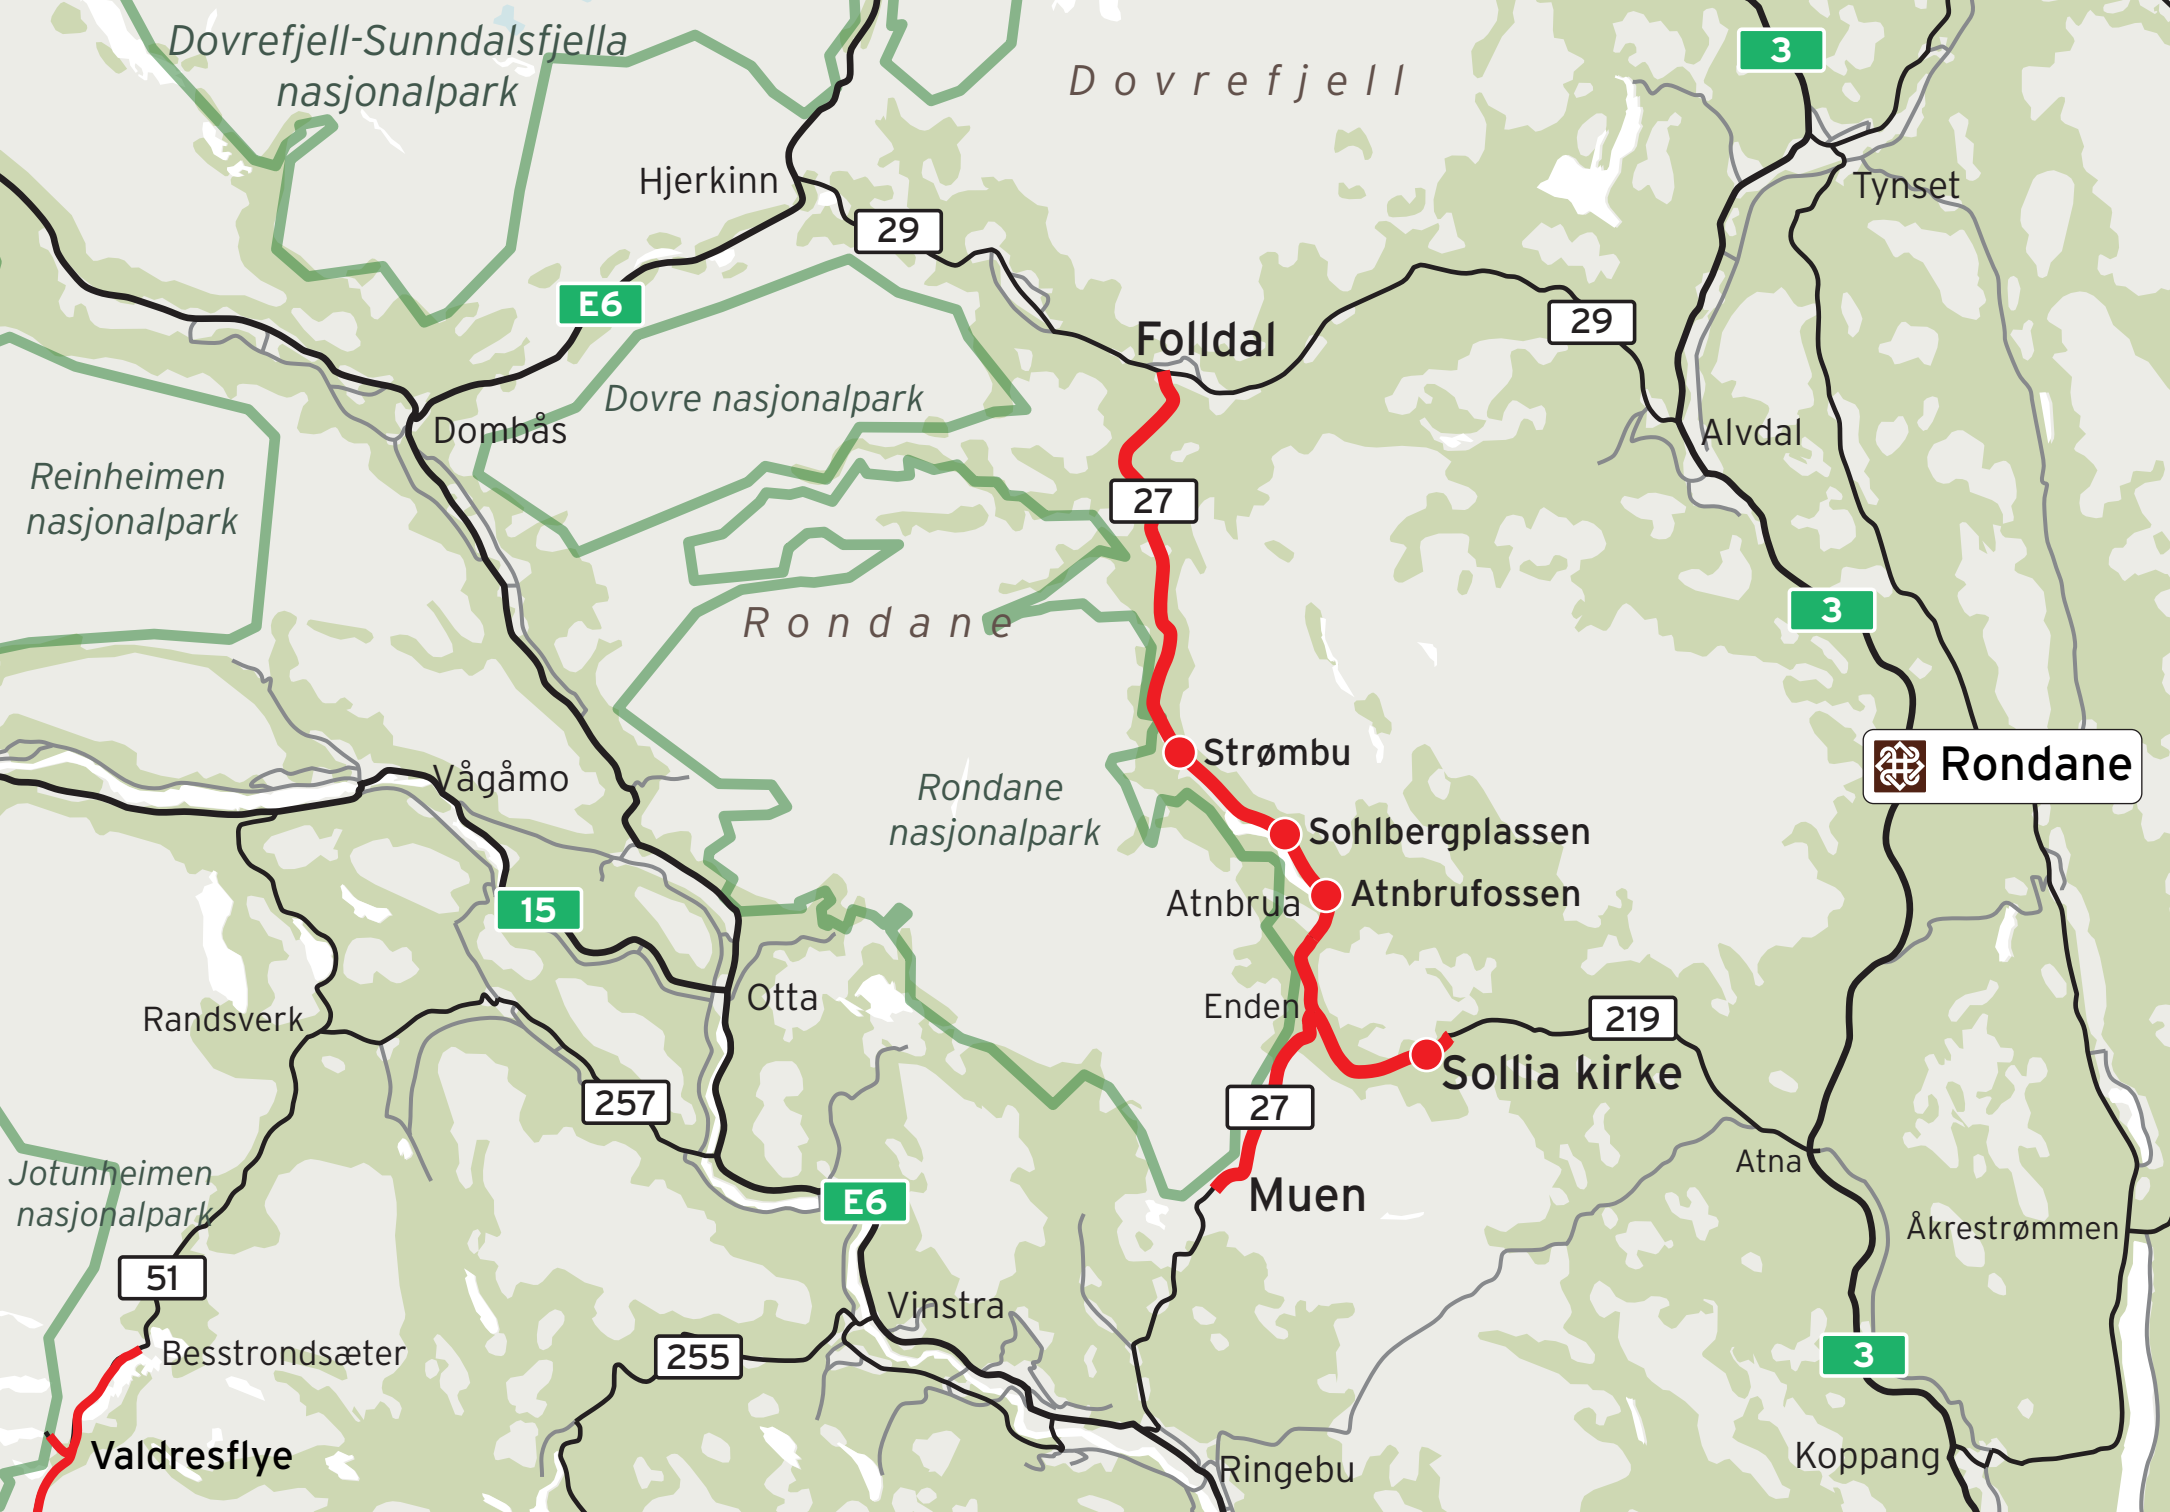 Dovrefjell-Sunndalsfjella
nasjonalpark
Dovrefjell
3
Hjerkinn
Tynset
29
E6
29
Folldal
Dovre nasjonalpark
Dombås
Alvdal
Reinheimen
nasjonalpark
27
3
Rondane
Strømbu
Rondane
Vågåmo
Rondane
nasjonalpark
Sohlbergplassen
Atnbrua
Atnbrufossen
15
Otta
Enden
Randsverk
219
Sollia kirke
257
27
Atna
Jotunheimen
nasjonalpark
Muen
E6
Åkrestrømmen
51
Vinstra
Besstrondsæter
255
3
Valdresflye
Ringebu
Koppang